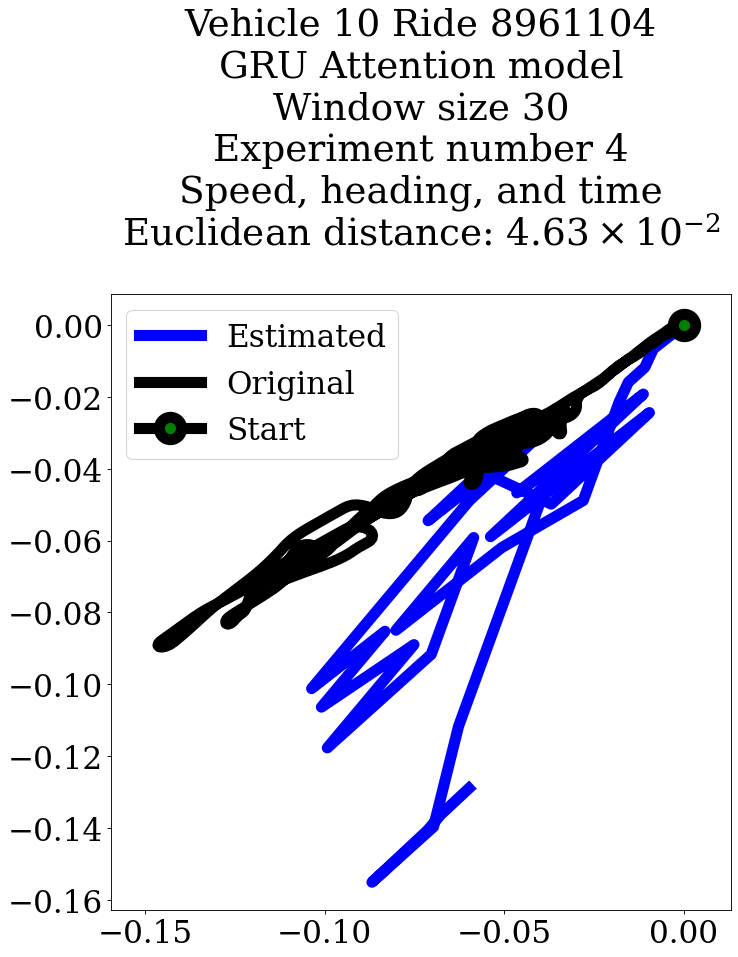 Vehicle 10 Ride 8961104
GRU Attention model
Window size 30
Experiment number 4
Speed, heading, and time
Euclidean distance: 4.63 × 10⁻²
Estimated
Original
Start
0.00
−0.02
−0.04
−0.06
−0.08
−0.10
−0.12
−0.14
−0.16
−0.15 −0.10 −0.05 0.00